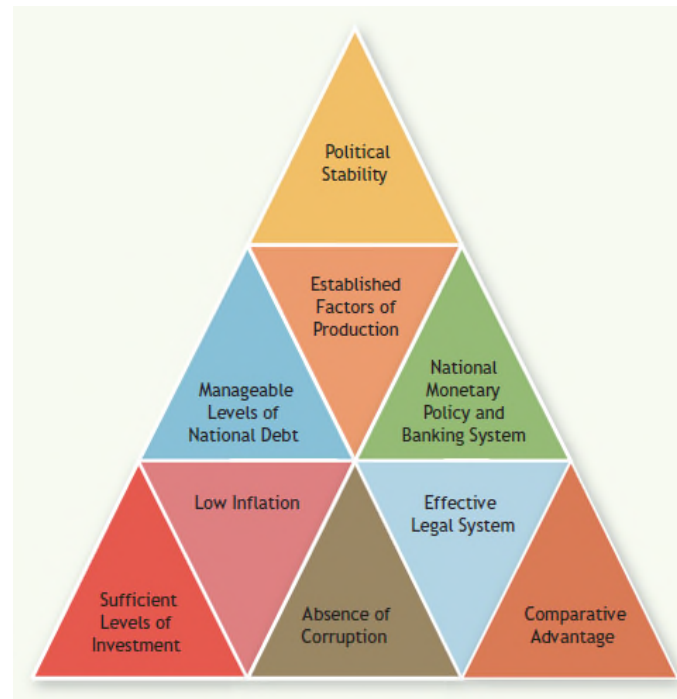 Political
Stability
Established
Factors of
Production
Manageable
Levels of
National Debt
National
Monetary
Policy and
Banking System
Low Inflation
Effective
Legal System
Sufficient
Levels of
Investment
Absence of
Corruption
Comparative
Advantage